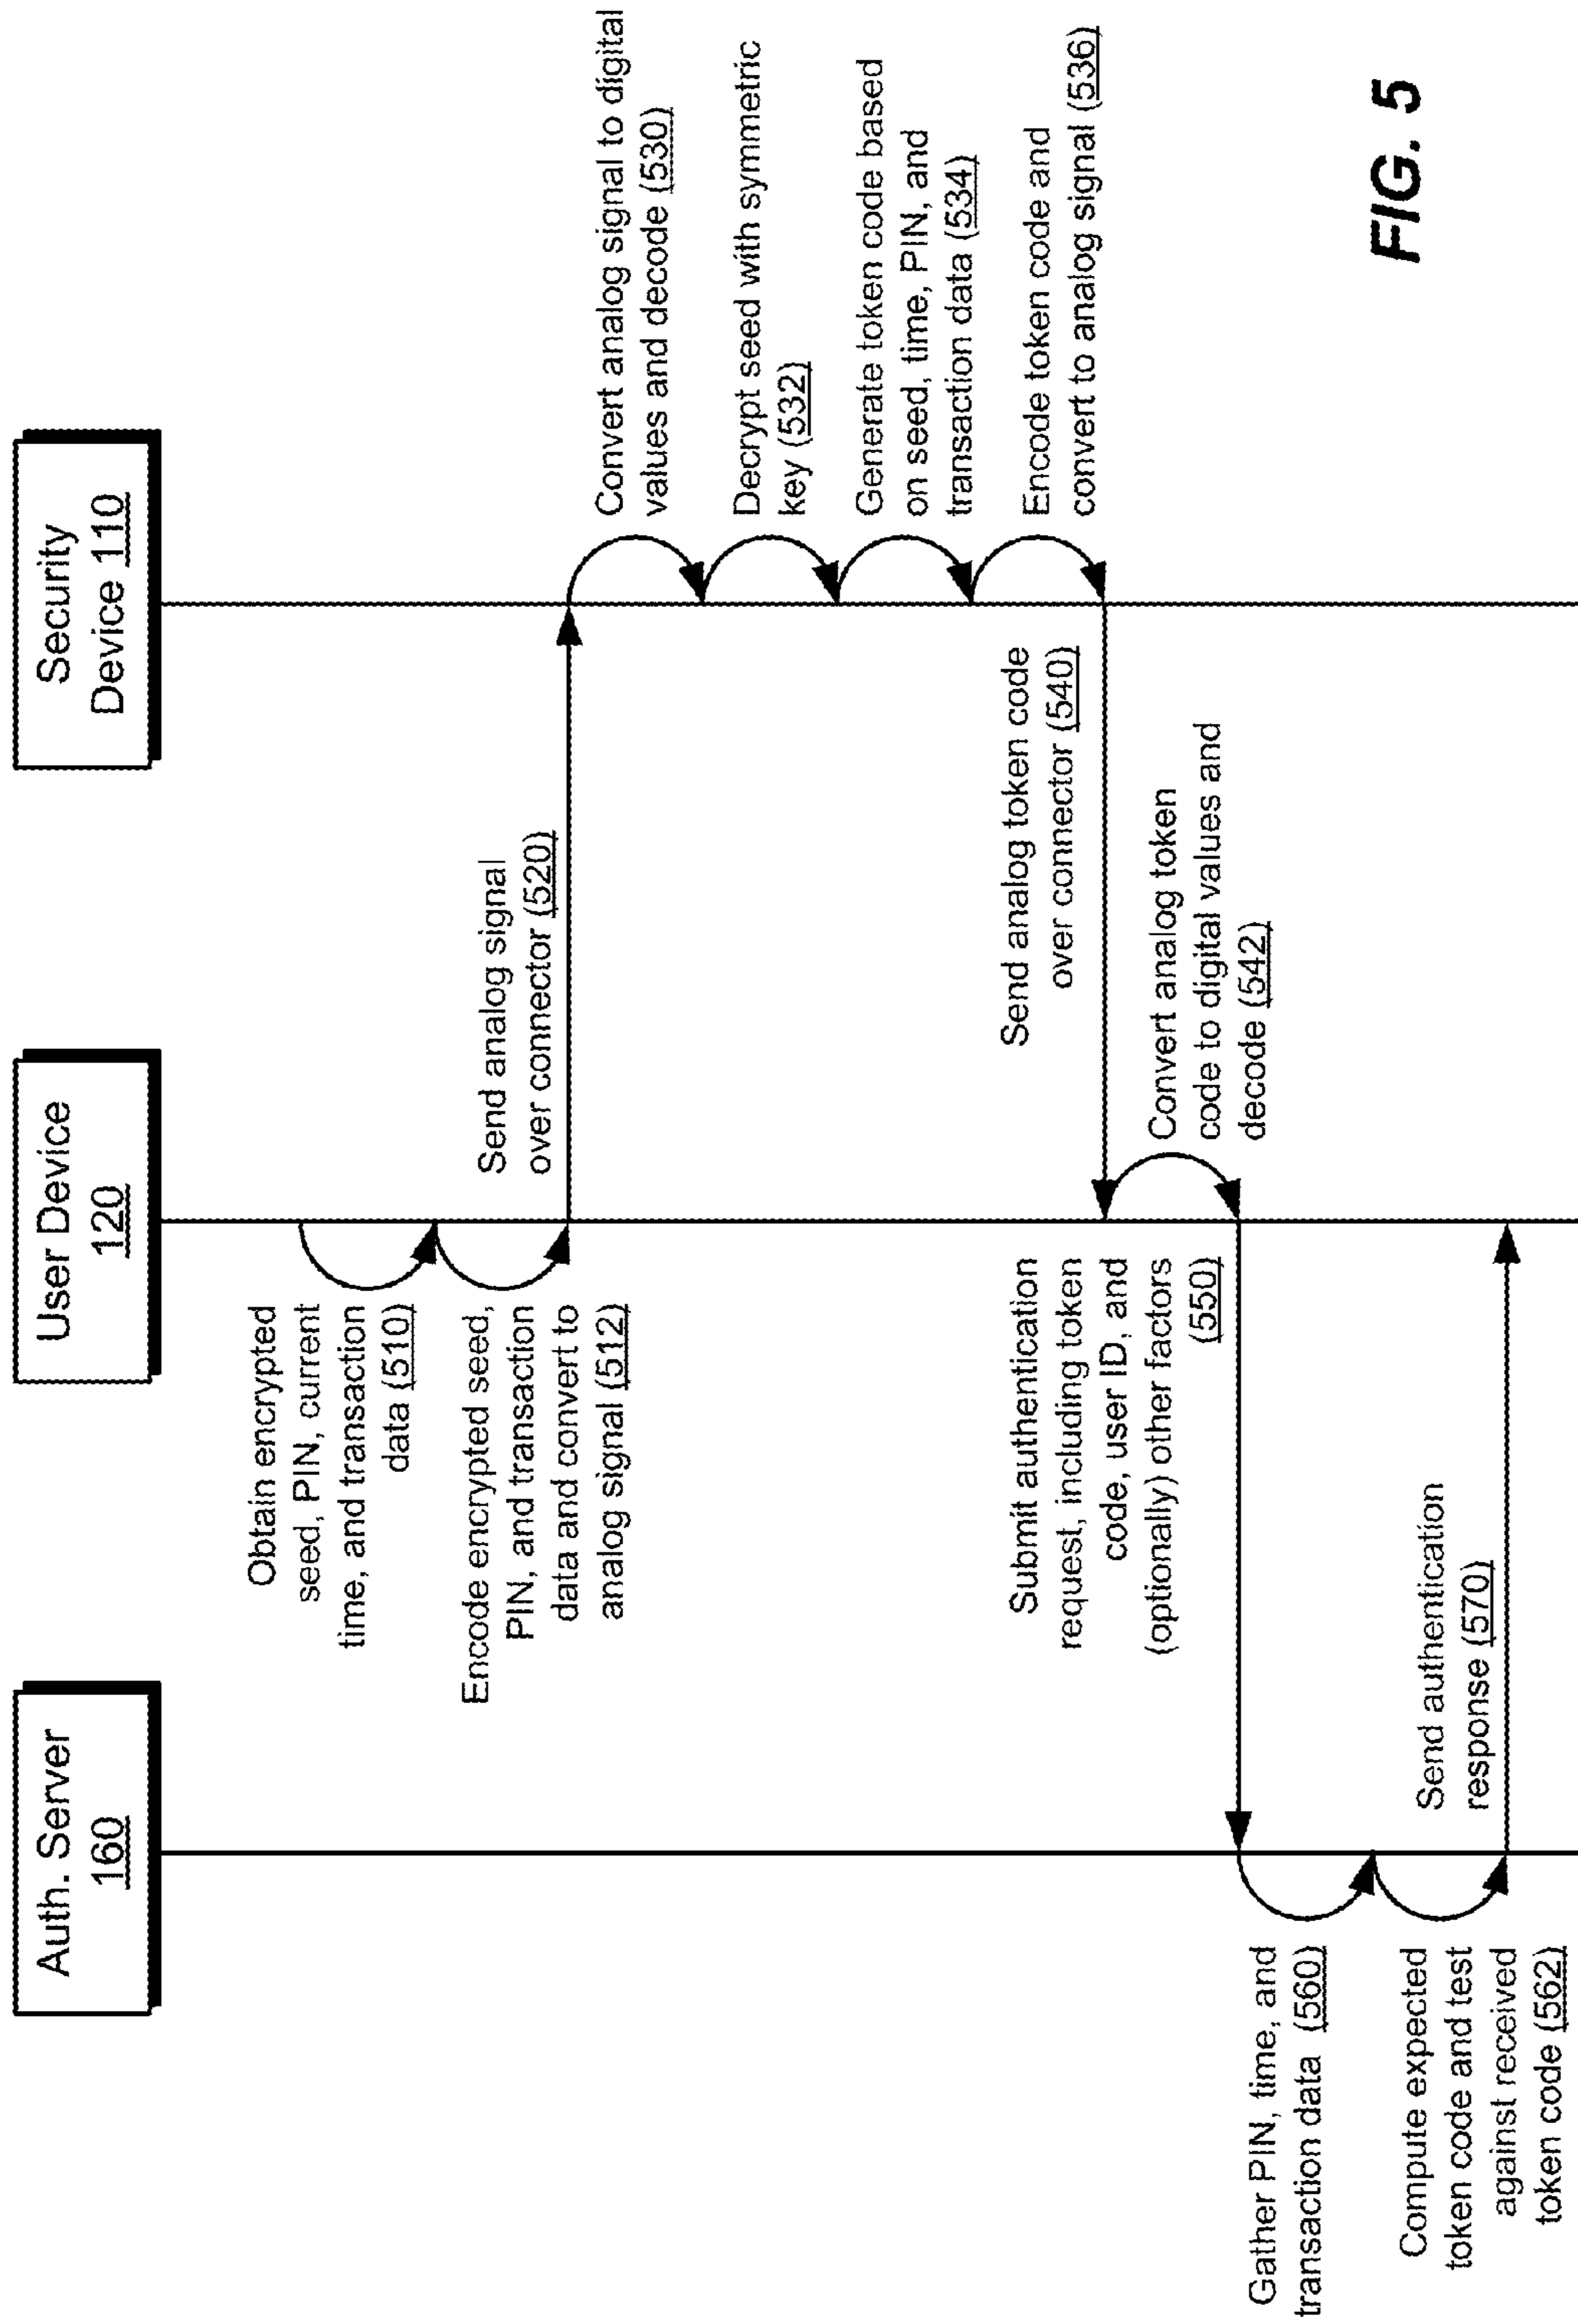 Auth. Server
160
User Device
120
Security
Device 110
Obtain encrypted
seed, PIN, current
time, and transaction
data (510)
Encode encrypted seed,
PIN, and transaction
data and convert to
analog signal (512)
Send analog signal
over connector (520)
Convert analog signal to digital
values and decode (530)
Decrypt seed with symmetric
key (532)
Generate token code based
on seed, time, PIN, and
transaction data (534)
Encode token code and
convert to analog signal (536)
Send analog token code
over connector (540)
Convert analog token
code to digital values and
decode (542)
Submit authentication
request, including token
code, user ID, and
(optionally) other factors
(550)
Gather PIN, time, and
transaction data (560)
Compute expected
token code and test
against received
token code (562)
Send authentication
response (570)
FIG. 5